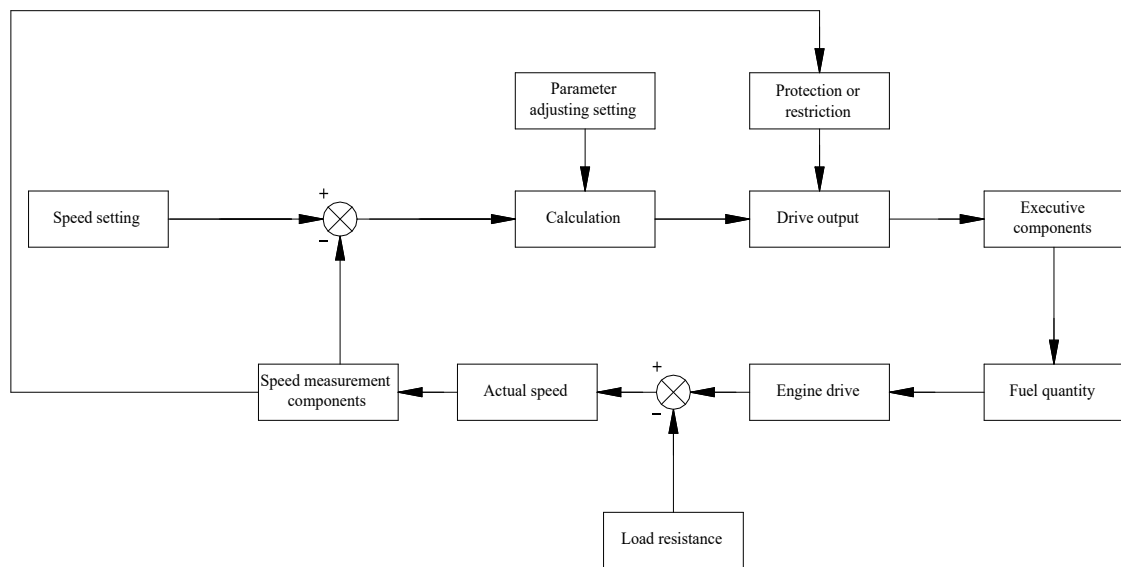 Parameter
adjusting setting
Protection or
restriction
+
Speed setting
Calculation
Drive output
Executive
components
−
+
Speed measurement
components
Actual speed
Engine drive
Fuel quantity
−
Load resistance